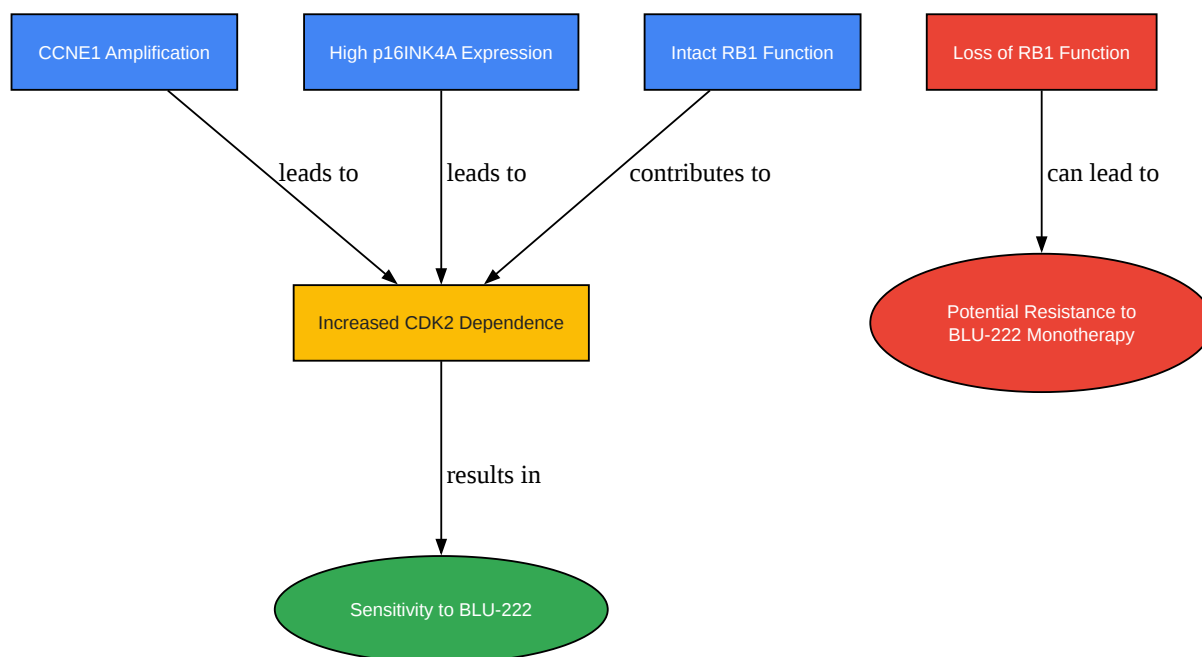 CCNE1 Amplification
High p16INK4A Expression
Intact RB1 Function
Loss of RB1 Function
leads to
leads to
contributes to
can lead to
Increased CDK2 Dependence
Potential Resistance to
BLU-222 Monotherapy
results in
Sensitivity to BLU-222